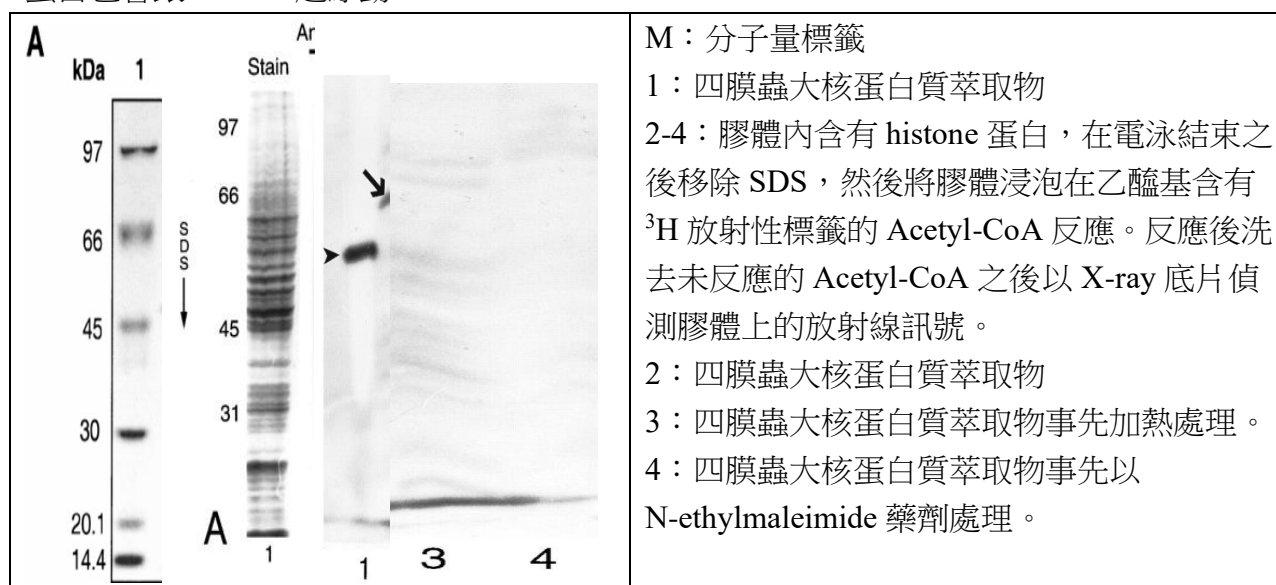 A
kDa 1
97
66
45
30
20.1
14.4
SDS
Stain
97
66
45
31
A
1
1
3
4
M：分子量標籤
1：四膜蟲大核蛋白質萃取物
2-4：膠體內含有 histone 蛋白，在電泳結束之
後移除 SDS，然後將膠體浸泡在乙醯基含有
³H 放射性標籤的 Acetyl-CoA 反應。反應後洗
去未反應的 Acetyl-CoA 之後以 X-ray 底片偵
測膠體上的放射線訊號。
2：四膜蟲大核蛋白質萃取物
3：四膜蟲大核蛋白質萃取物事先加熱處理。
4：四膜蟲大核蛋白質萃取物事先以
N-ethylmaleimide 藥劑處理。